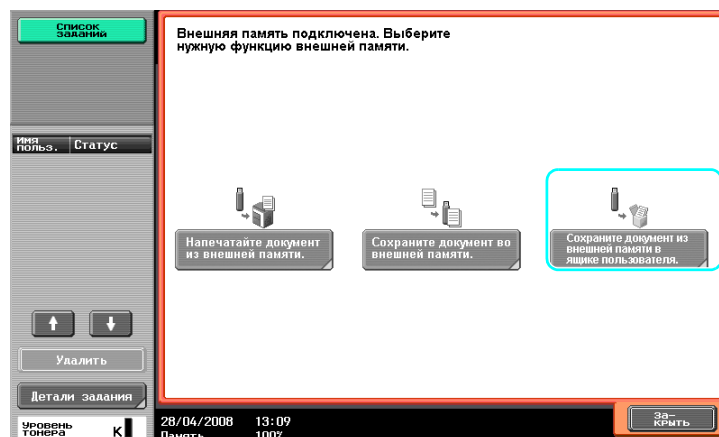 Список
заданий
Внешняя память подключена. Выберите
нужную функцию внешней памяти.
Имя
польз.
Статус
Напечатайте документ
из внешней памяти.
Сохраните документ во
внешней памяти.
Сохраните документ из
внешней памяти в
ящике пользователя.
Удалить
Детали задания
Уровень
тонера
K
28/04/2008 13:09
Память 100%
За-
крыть